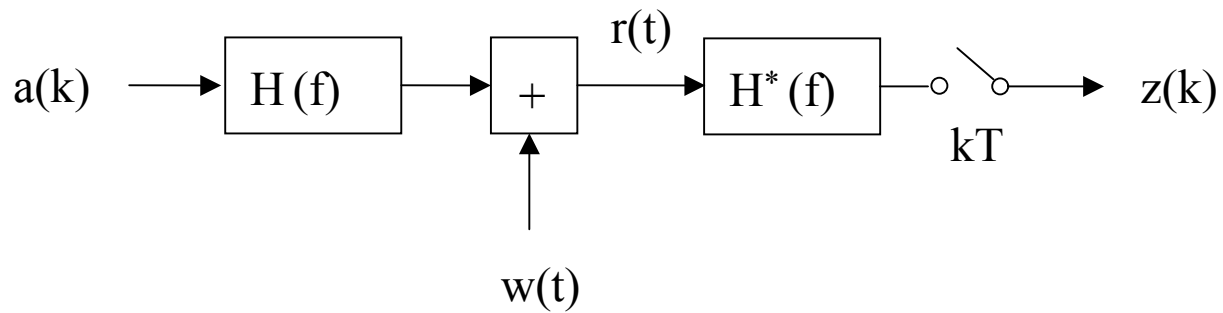 r(t)
a(k)
H (f)
+
H* (f)
z(k)
kT
w(t)